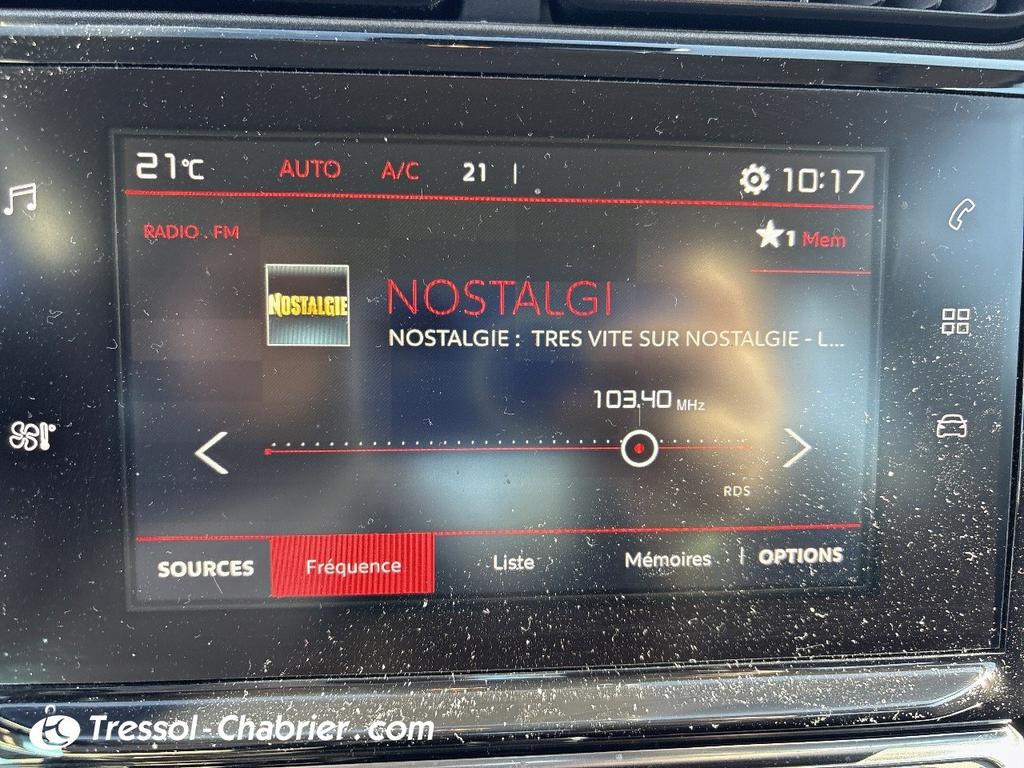 21°C AUTO A/C 21 10:17
RADIO . FM
1 Mem
NOSTALGIE
NOSTALGI
NOSTALGIE : TRES VITE SUR NOSTALGIE - L...
103.40 MHz
RDS
SOURCES Fréquence Liste Mémoires OPTIONS
Tressol-Chabrier.com